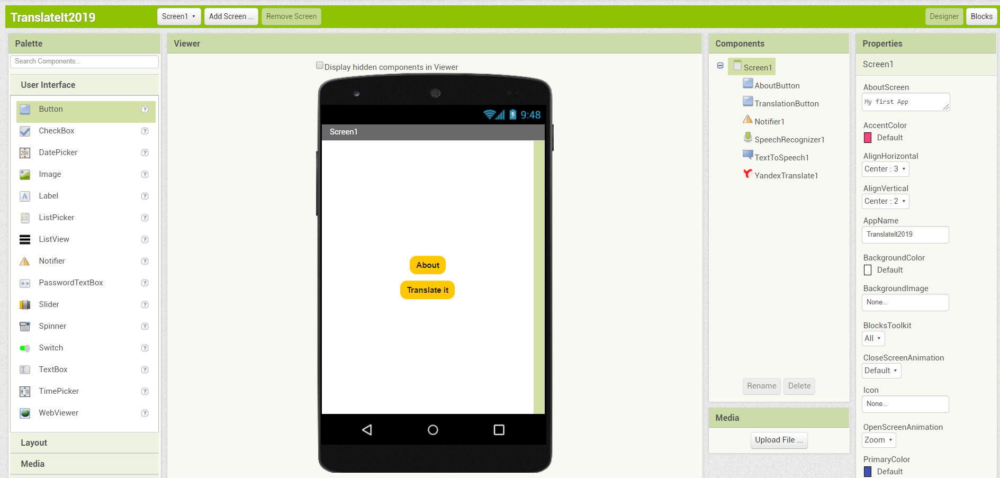 TranslateIt2019
Screen1
Add Screen ...
Remove Screen
Designer
Blocks
Palette
Search Components...
User Interface
Button
CheckBox
DatePicker
Image
Label
ListPicker
ListView
Notifier
PasswordTextBox
Slider
Spinner
Switch
TextBox
TimePicker
WebViewer
Layout
Media
Viewer
Display hidden components in Viewer
9:48
Screen1
About
Translate it
Components
Screen1
AboutButton
TranslationButton
Notifier1
SpeechRecognizer1
TextToSpeech1
YandexTranslate1
Rename
Delete
Media
Upload File ...
Properties
Screen1
AboutScreen
My first App
AccentColor
Default
AlignHorizontal
Center : 3
AlignVertical
Center : 2
AppName
TranslateIt2019
BackgroundColor
Default
BackgroundImage
None...
BlocksToolkit
All
CloseScreenAnimation
Default
Icon
None...
OpenScreenAnimation
Zoom
PrimaryColor
Default